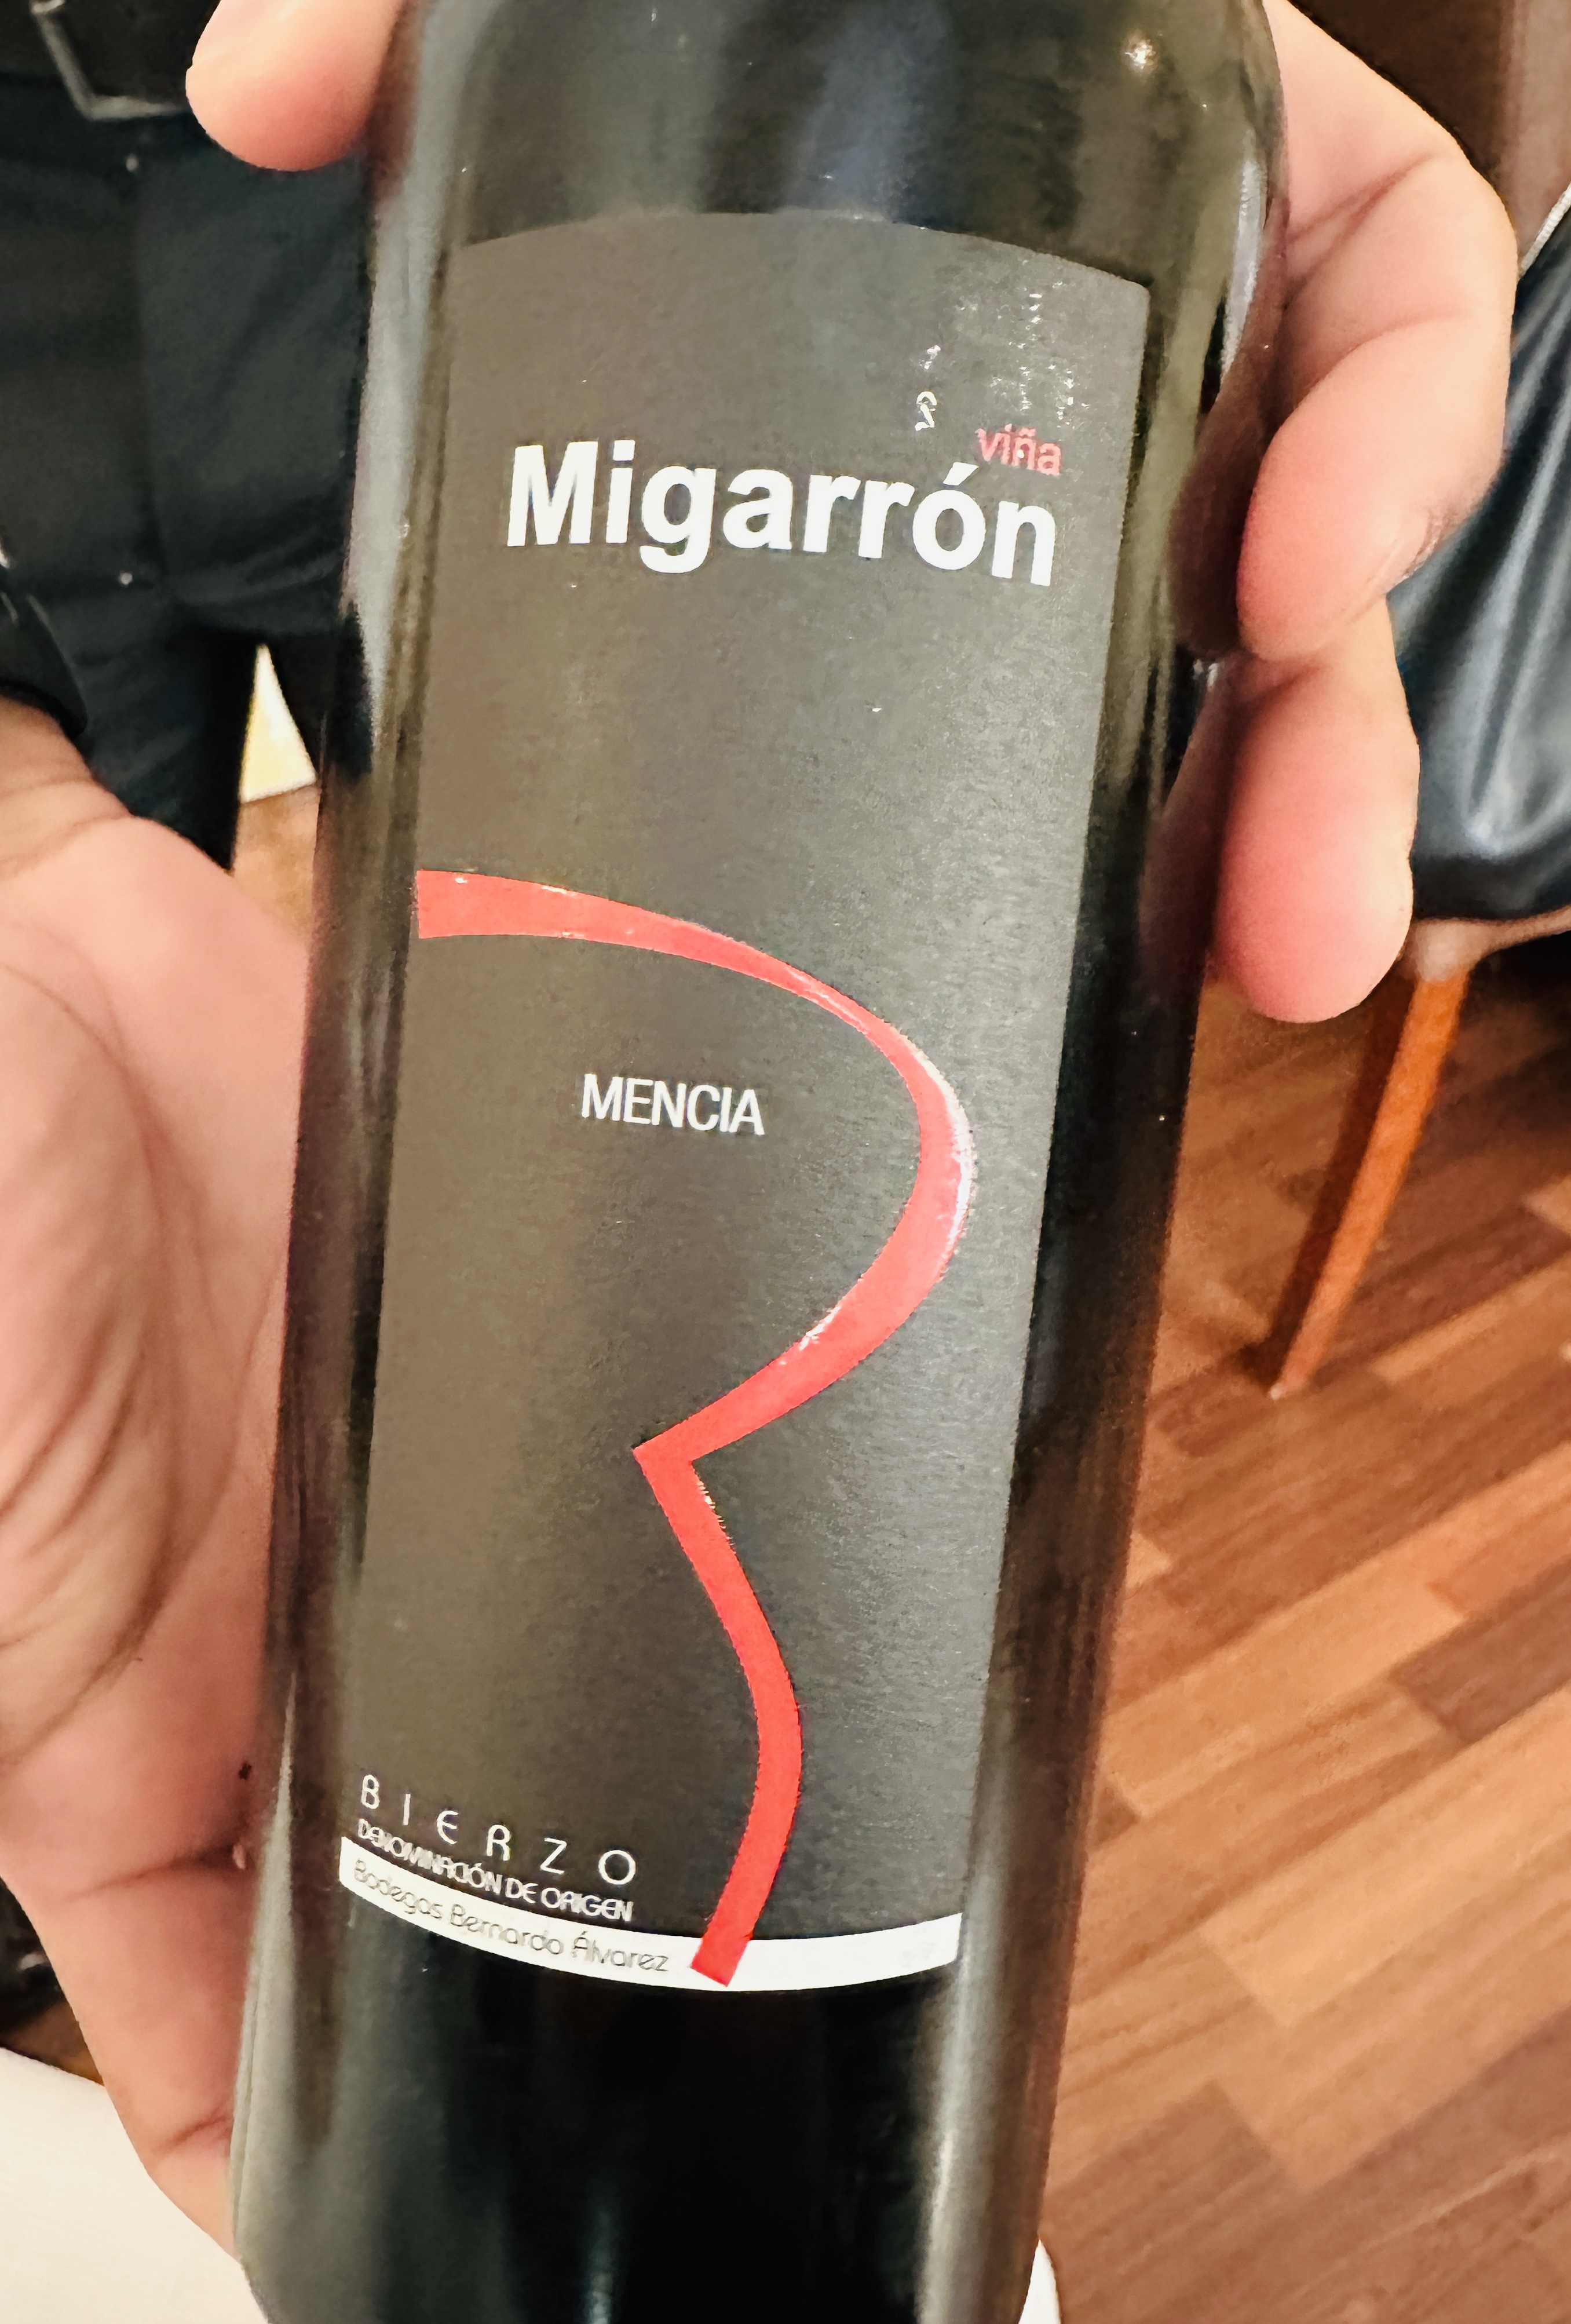 viña
Migarrón
MENCIA
BIERZO
DENOMINACIÓN DE ORIGEN
Bodegas Bernardo Álvarez